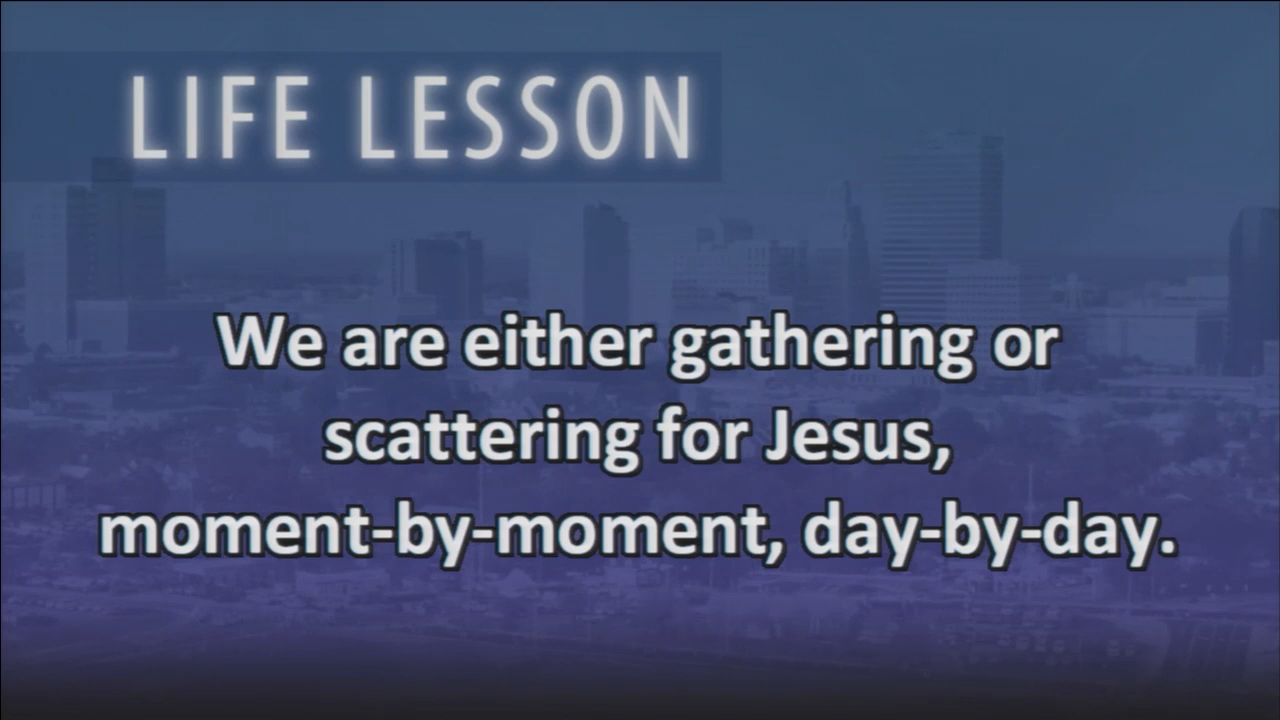 LIFE LESSON
We are either gathering or
scattering for Jesus,
moment-by-moment, day-by-day.